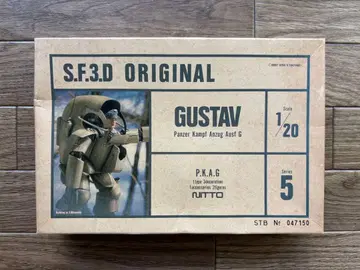 S.F.3.D ORIGINAL
GUSTAV
Panzer Kampf Anzug Ausf G
Scale
1/20
P.K.A.G
NITTO
Series
5
STB Nr 047150